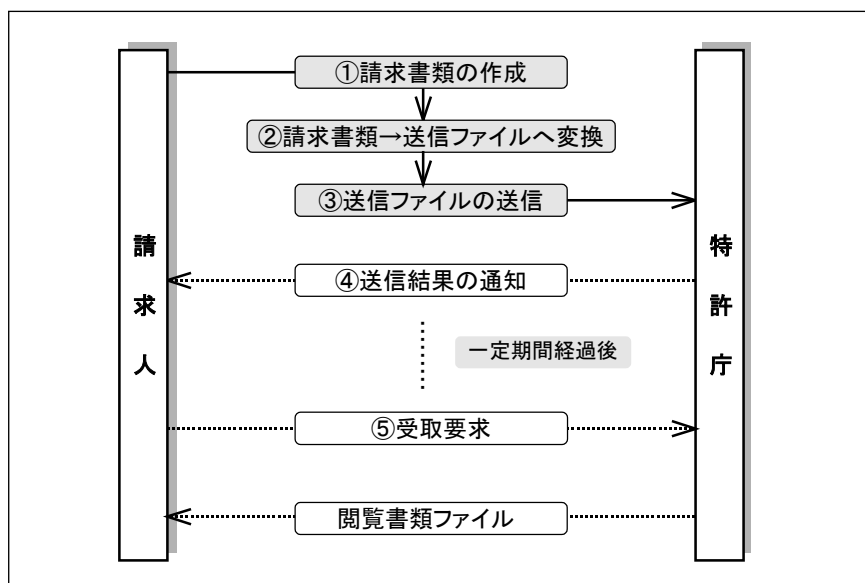 ①請求書類の作成
②請求書類→送信ファイルへ変換
③送信ファイルの送信
請求人
特許庁
④送信結果の通知
一定期間経過後
⑤受取要求
閲覧書類ファイル